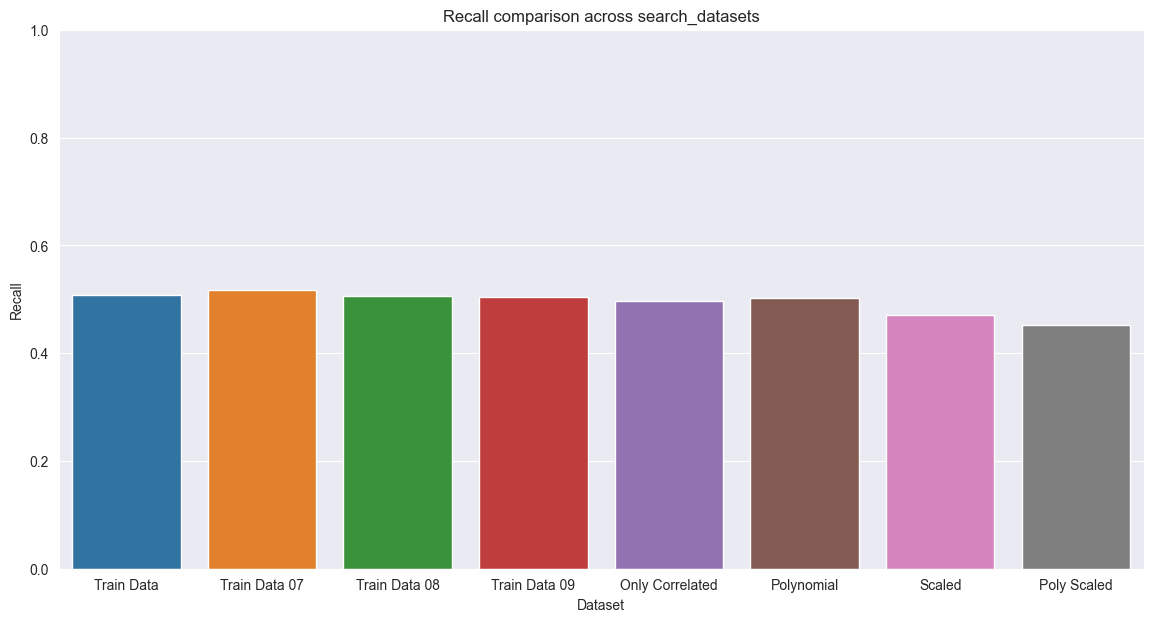 Recall comparison across search_datasets
1.0
0.8
0.6
0.4
0.2
0.0
Recall
Train Data
Train Data 07
Train Data 08
Train Data 09
Only Correlated
Polynomial
Scaled
Poly Scaled
Dataset